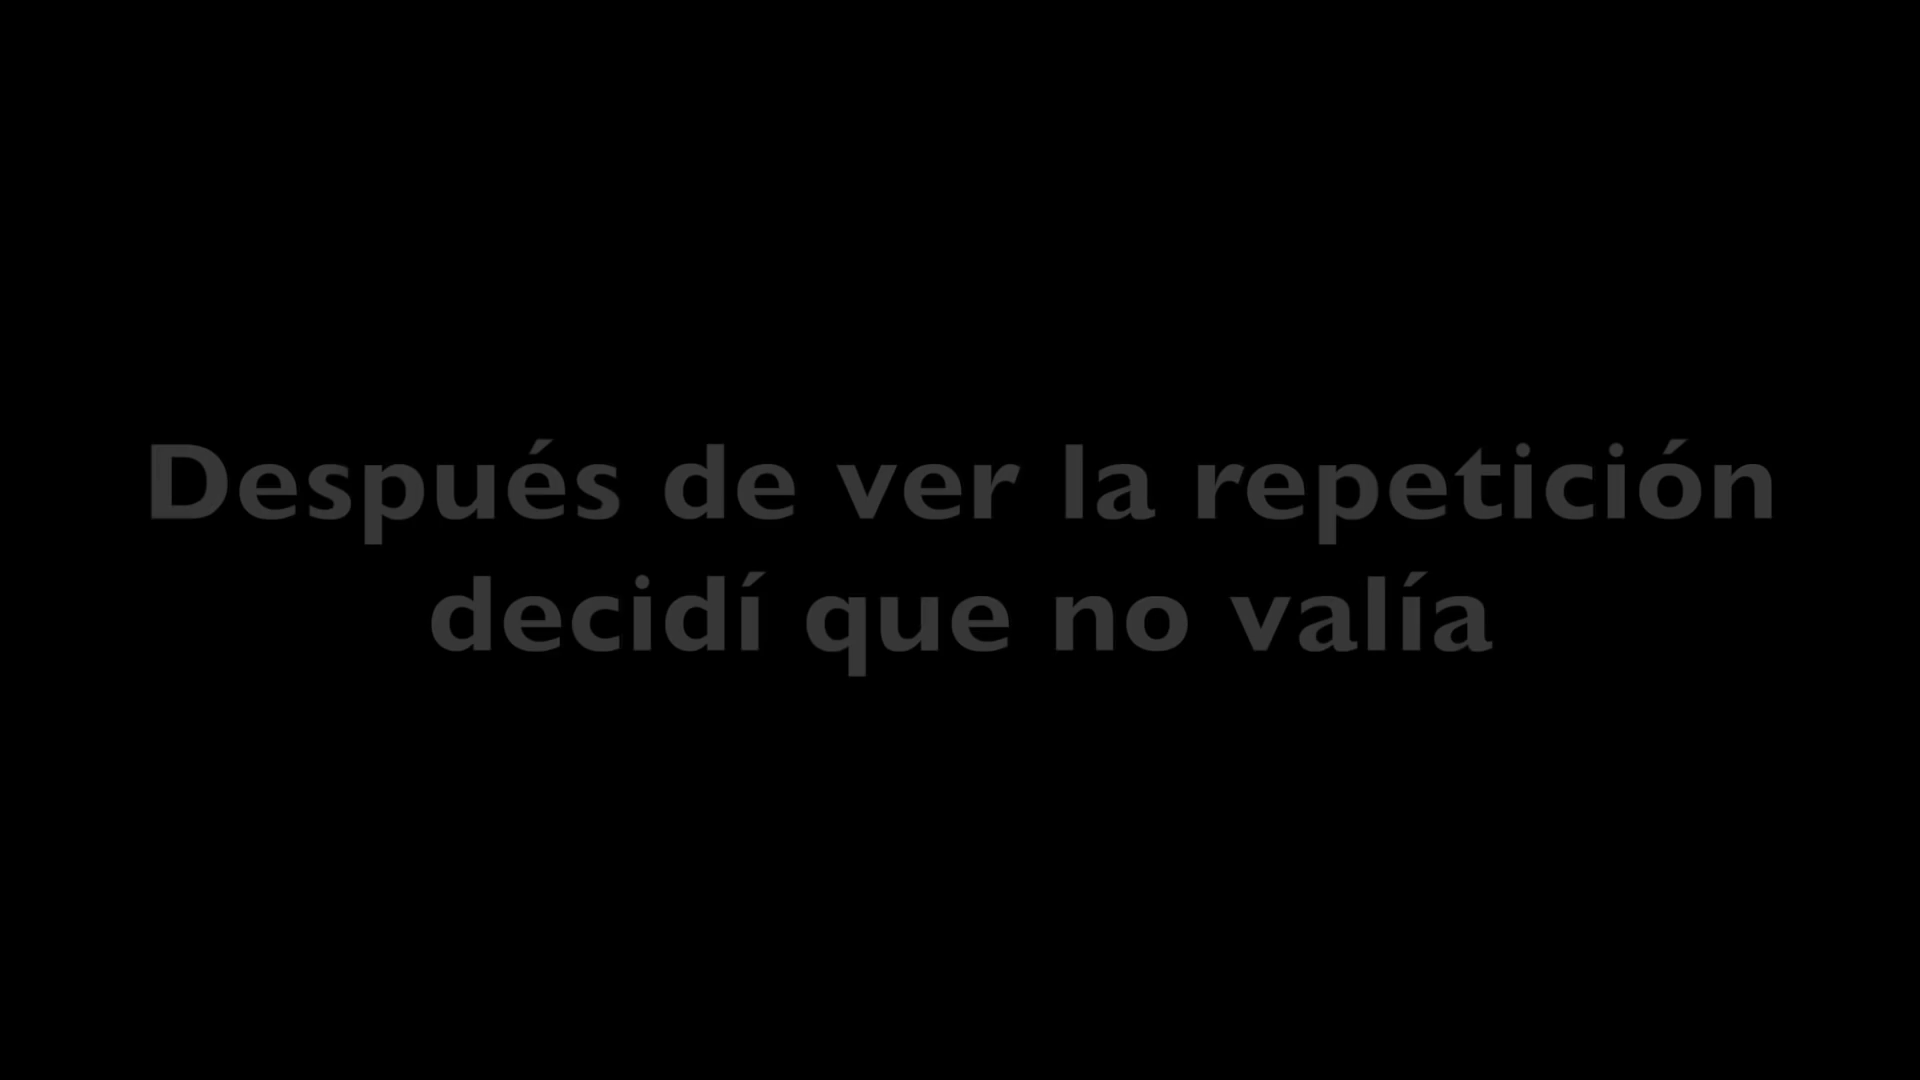 Después de ver la repetición
decidí que no valía